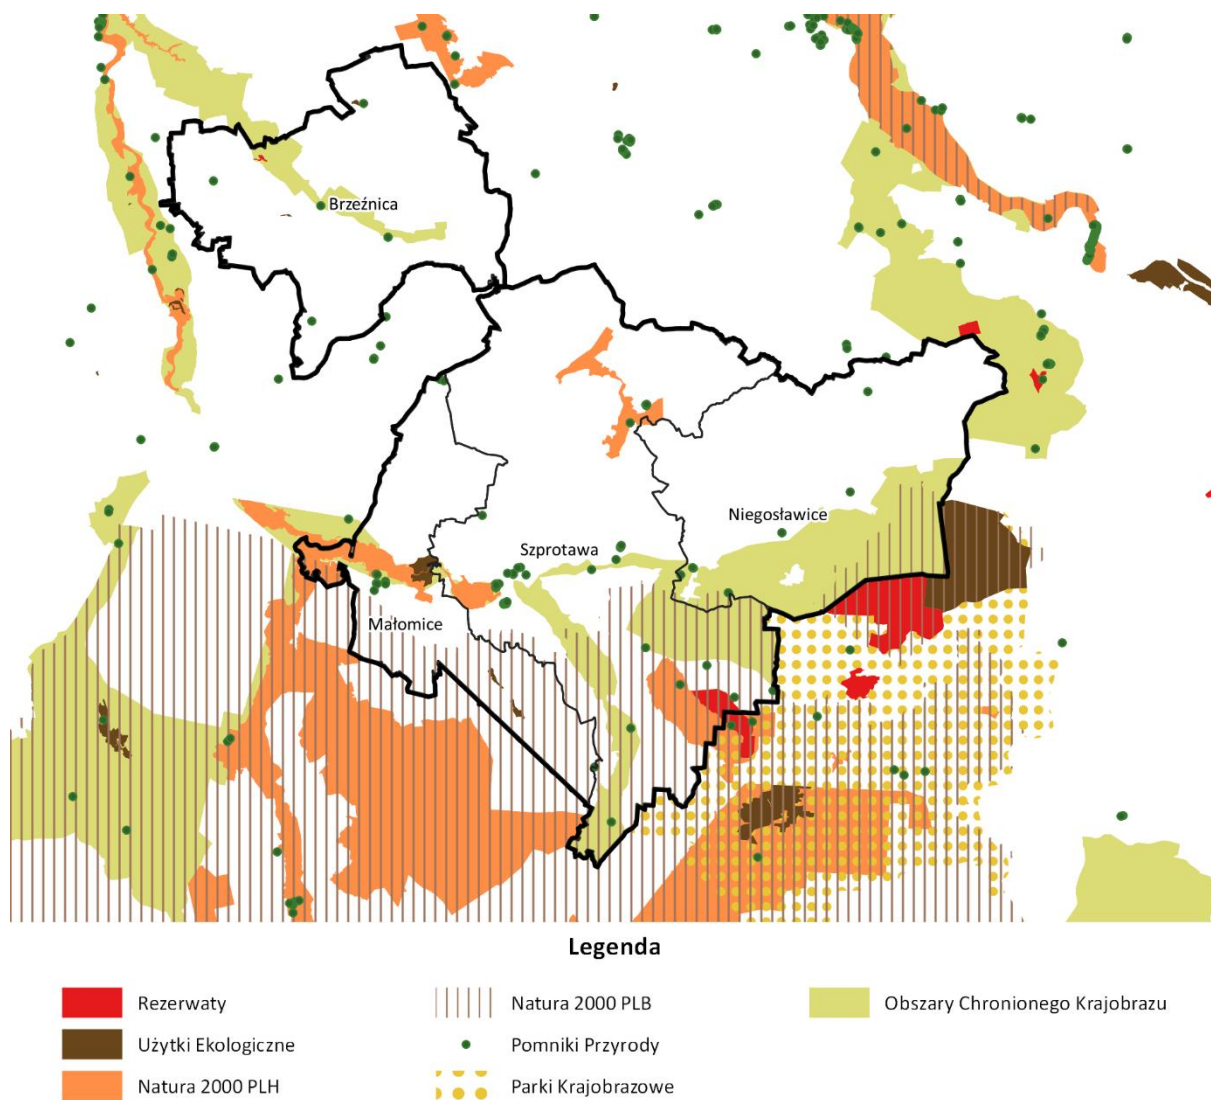 Brzeźnica
Niegosławice
Szprotawa
Małomice
Legenda
Rezerwaty
Natura 2000 PLB
Obszary Chronionego Krajobrazu
Użytki Ekologiczne
Pomniki Przyrody
Natura 2000 PLH
Parki Krajobrazowe